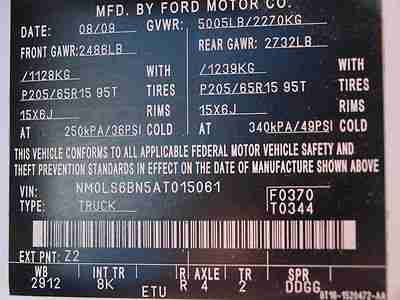 MFD. BY FORD MOTOR CO.
DATE: 08/09 GVWR: 5005LB/2270KG
FRONT GAWR: 2486LB REAR GAWR: 2732LB
/1128KG WITH /1239KG WITH
P205/65R15 95T TIRES P205/65R15 95T TIRES
15X6J RIMS 15X6J RIMS
AT 250kPA/36PSI COLD AT 340kPA/49PSI COLD
THIS VEHICLE CONFORMS TO ALL APPLICABLE FEDERAL MOTOR VEHICLE SAFETY AND
THEFT PREVENTION STANDARDS IN EFFECT ON THE DATE OF MANUFACTURE SHOWN ABOVE
VIN: NM0LS6BN5AT015061 F0370
TYPE: TRUCK T0344
EXT PNT: Z2
WB INT TR R AXLE TR SPR
2912 8K R 4 2 DDGG
ETU 9T16-1520472-AA